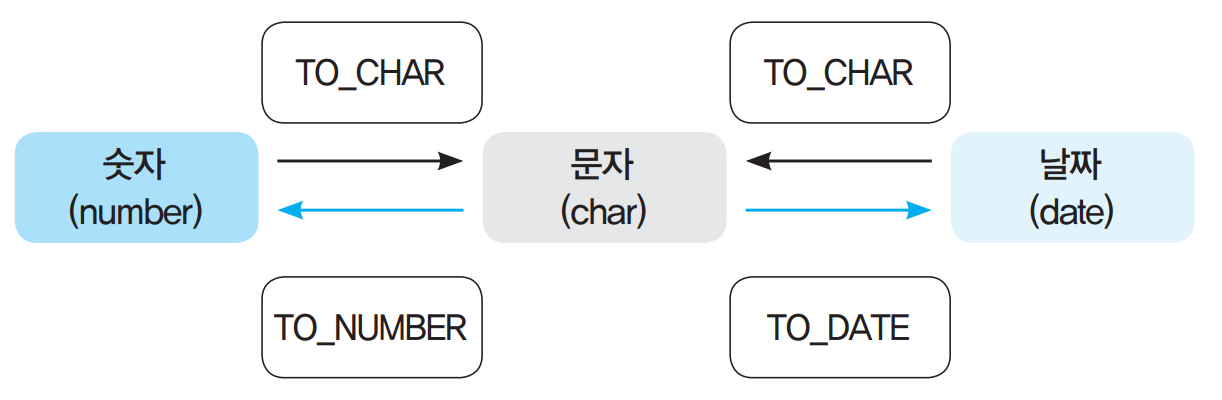 TO_CHAR
TO_CHAR
숫자
(number)
문자
(char)
날짜
(date)
TO_NUMBER
TO_DATE